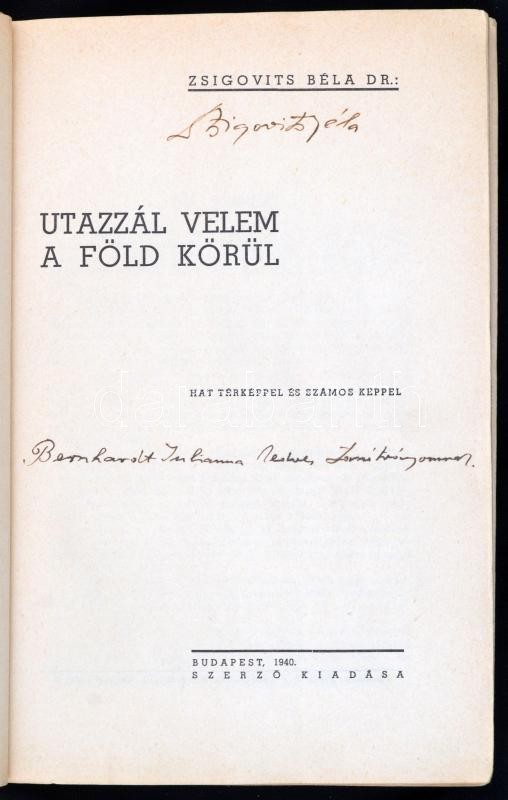 ZSIGOVITS BÉLA DR.:
Zsigovits Béla
UTAZZÁL VELEM
A FÖLD KÖRÜL
HAT TÉRKÉPPEL ÉS SZÁMOS KÉPPEL
Bernhardt Julianna kedves tanítványomnak.
BUDAPEST, 1940.
SZERZŐ KIADÁSA